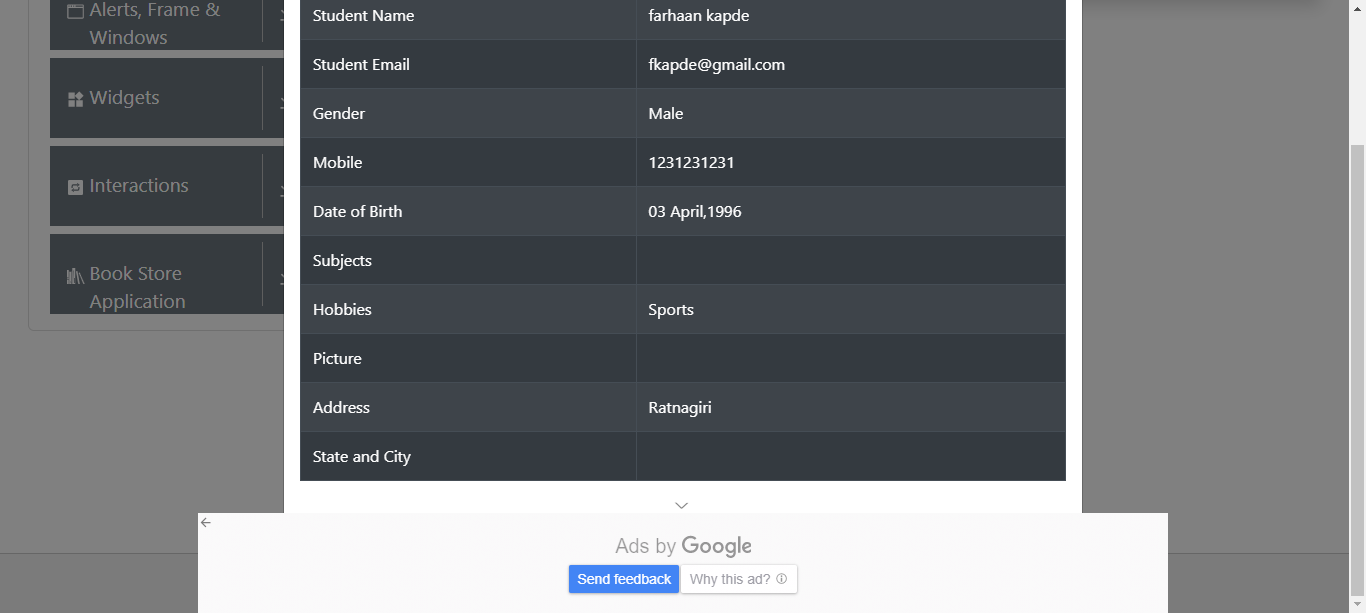 Alerts, Frame &
Windows
Widgets
Interactions
Book Store
Application
Student Name farhaan kapde
Student Email fkapde@gmail.com
Gender Male
Mobile 1231231231
Date of Birth 03 April,1996
Subjects
Hobbies Sports
Picture
Address Ratnagiri
State and City
Ads by Google
Send feedback Why this ad?